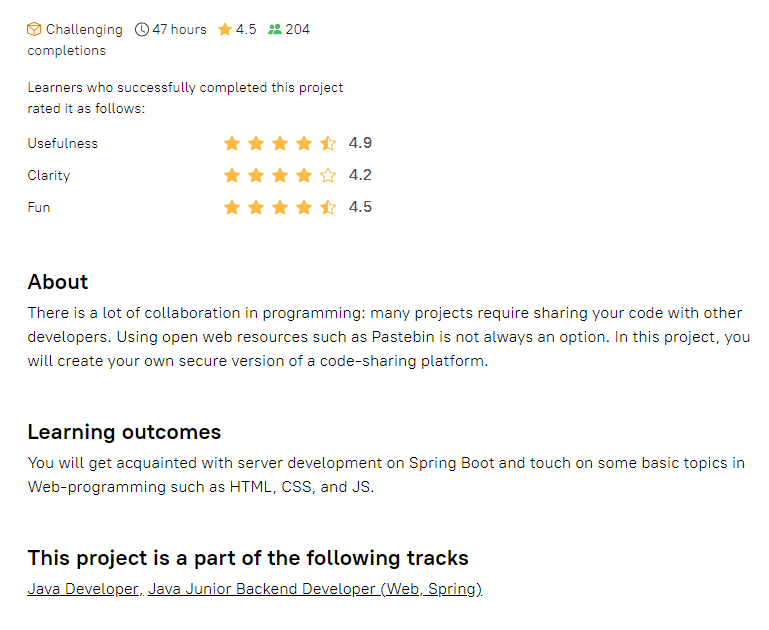 Challenging 47 hours 4.5 204
completions
Learners who successfully completed this project
rated it as follows:
Usefulness 4.9
Clarity 4.2
Fun 4.5
About
There is a lot of collaboration in programming: many projects require sharing your code with other
developers. Using open web resources such as Pastebin is not always an option. In this project, you
will create your own secure version of a code-sharing platform.
Learning outcomes
You will get acquainted with server development on Spring Boot and touch on some basic topics in
Web-programming such as HTML, CSS, and JS.
This project is a part of the following tracks
Java Developer, Java Junior Backend Developer (Web, Spring)